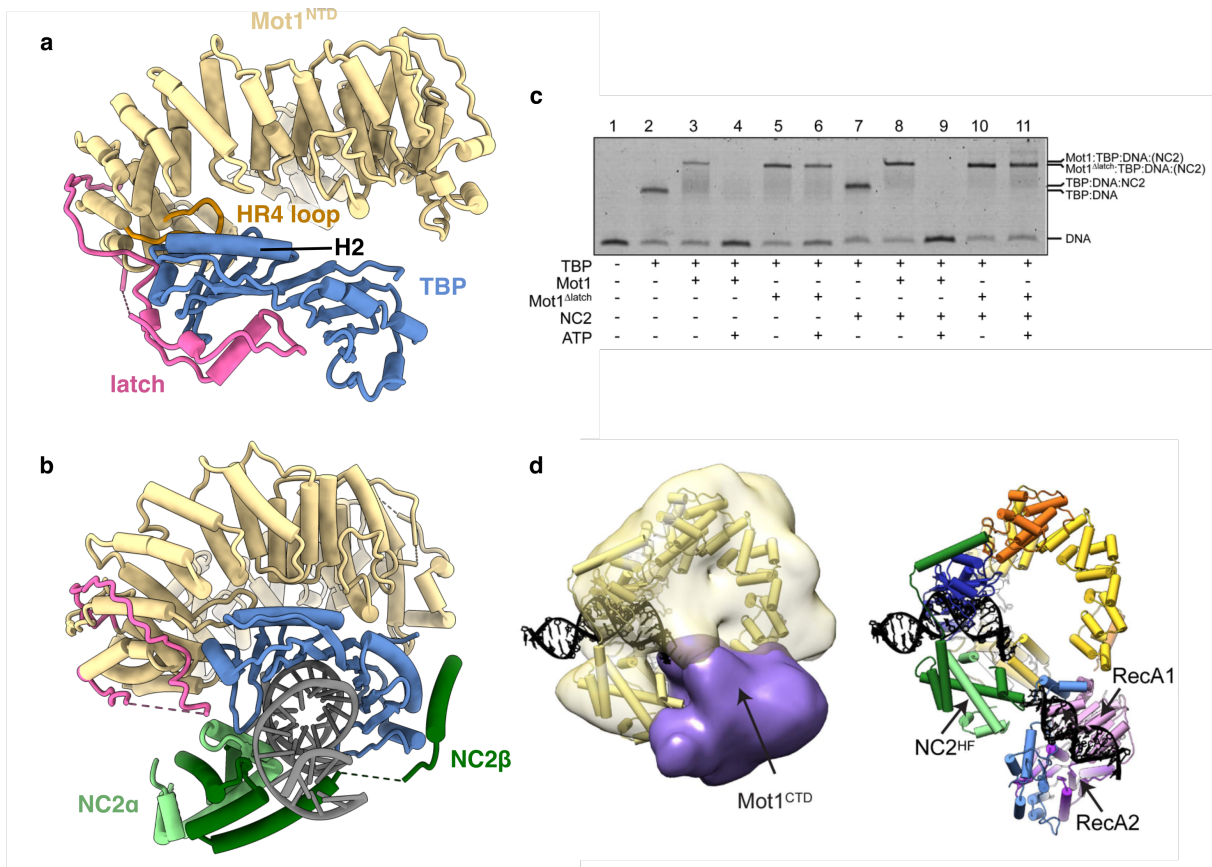 a
Mot1NTD
HR4 loop
H2
TBP
latch
b
NC2β
NC2α
c
1 2 3 4 5 6 7 8 9 10 11
Mot1:TBP:DNA:(NC2)
Mot1Δlatch:TBP:DNA:(NC2)
TBP:DNA:NC2
TBP:DNA
DNA
TBP - + + + + + + + + + +
Mot1 - - + + - - - + + - -
Mot1Δlatch - - - - + + - - - + +
NC2 - - - - - - + + + + +
ATP - - - + - + - - + - +
d
Mot1CTD
NC2HF
RecA1
RecA2